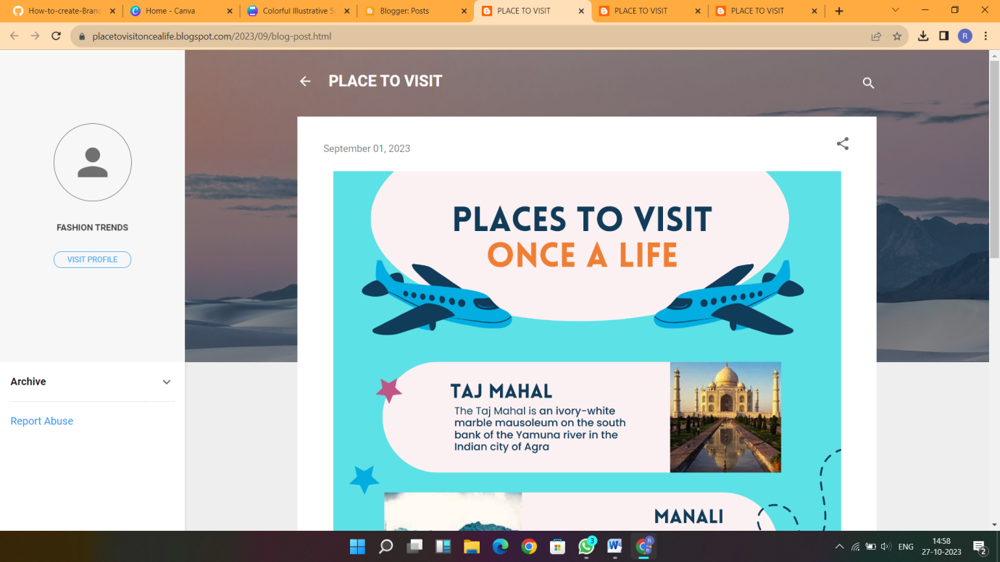 How-to-create-Bran
Home - Canva
Colorful Illustrative S
Blogger: Posts
PLACE TO VISIT
PLACE TO VISIT
PLACE TO VISIT
placetovisitoncealife.blogspot.com/2023/09/blog-post.html
R
PLACE TO VISIT
FASHION TRENDS
VISIT PROFILE
Archive
Report Abuse
September 01, 2023
PLACES TO VISIT
ONCE A LIFE
TAJ MAHAL
The Taj Mahal is an ivory-white
marble mausoleum on the south
bank of the Yamuna river in the
Indian city of Agra
MANALI
3
R
ENG
14:58
27-10-2023
2